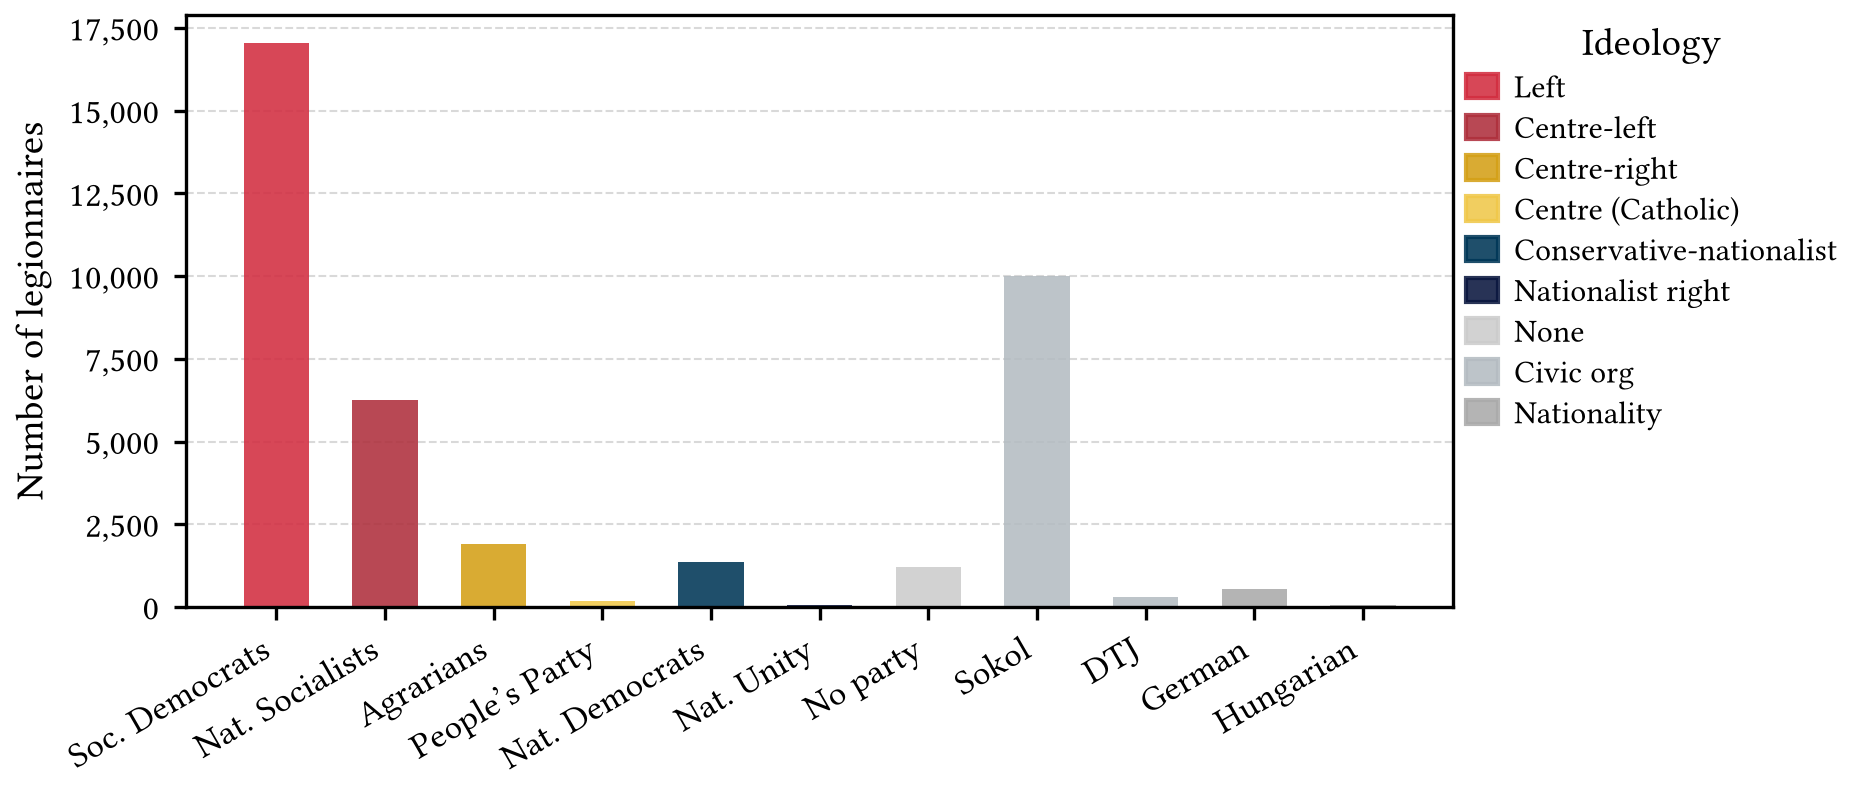 Number of legionnaires
17,500
15,000
12,500
10,000
7,500
5,000
2,500
0
Soc. Democrats
Nat. Socialists
Agrarians
People’s Party
Nat. Democrats
Nat. Unity
No party
Sokol
DTJ
German
Hungarian
Ideology
Left
Centre-left
Centre-right
Centre (Catholic)
Conservative-nationalist
Nationalist right
None
Civic org
Nationality